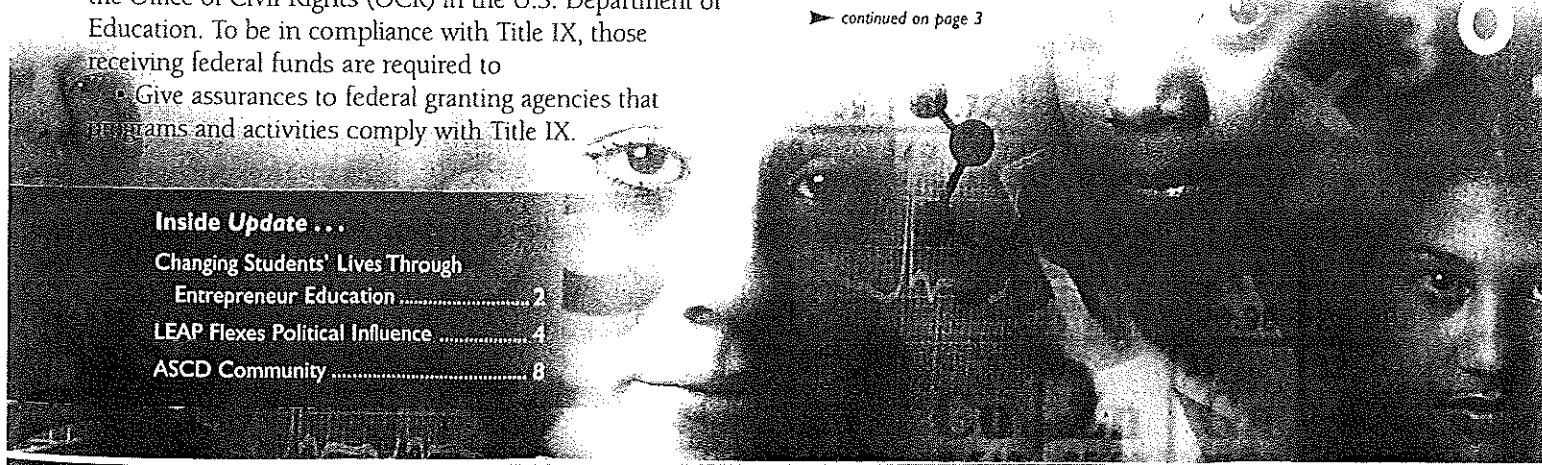 the Office of Civil Rights (OCR) in the U.S. Department of
Education. To be in compliance with Title IX, those
receiving federal funds are required to
• Give assurances to federal granting agencies that
programs and activities comply with Title IX.
► continued on page 3
Inside Update . . .
Changing Students' Lives Through
Entrepreneur Education ............................ 2
LEAP Flexes Political Influence ................ 4
ASCD Community ........................................ 8